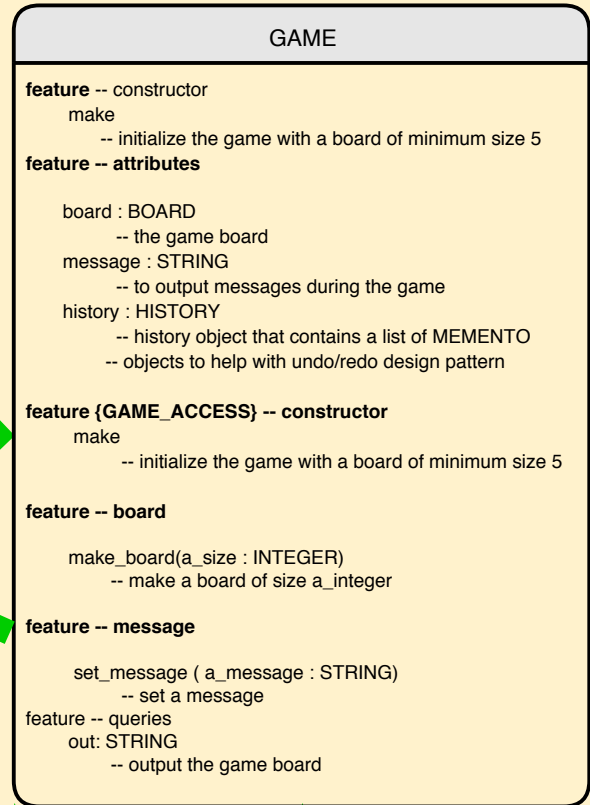 GAME
feature -- constructor
make
-- initialize the game with a board of minimum size 5
feature -- attributes
board : BOARD
-- the game board
message : STRING
-- to output messages during the game
history : HISTORY
-- history object that contains a list of MEMENTO
-- objects to help with undo/redo design pattern
feature {GAME_ACCESS} -- constructor
make
-- initialize the game with a board of minimum size 5
feature -- board
make_board(a_size : INTEGER)
-- make a board of size a_integer
feature -- message
set_message ( a_message : STRING)
-- set a message
feature -- queries
out: STRING
-- output the game board